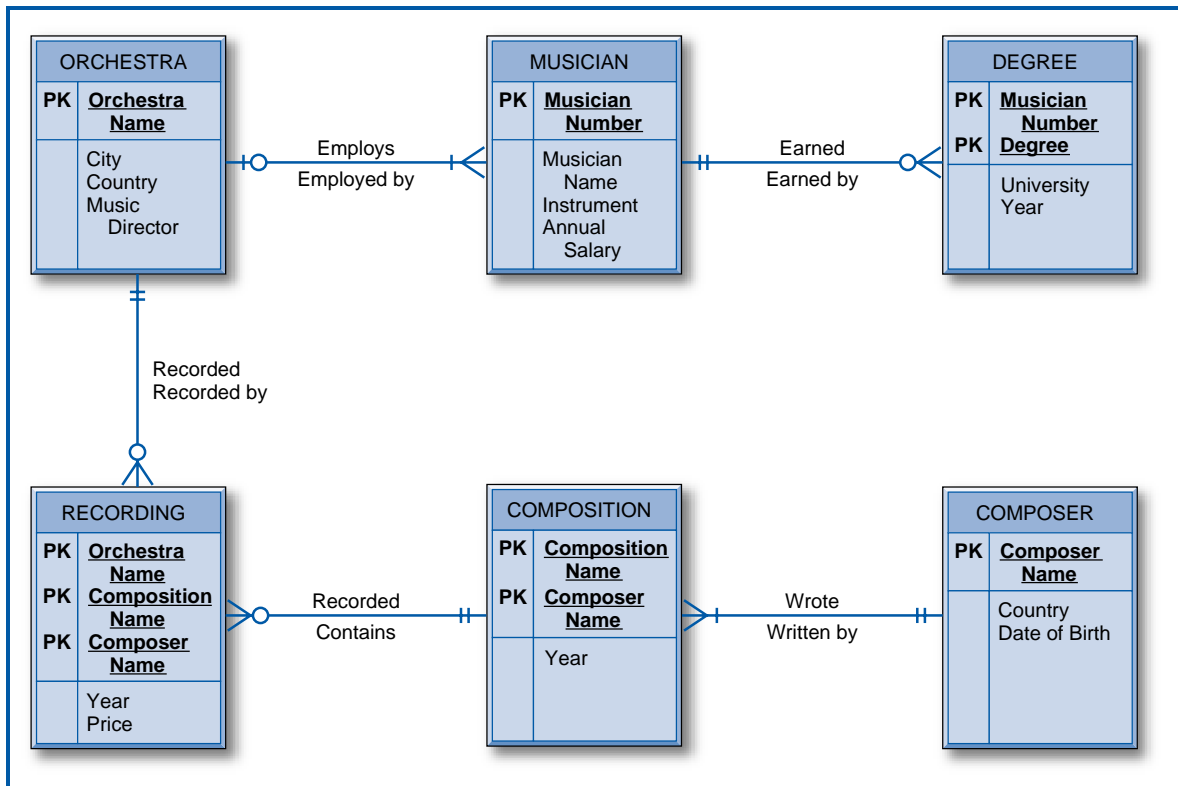 ORCHESTRA
PK Orchestra
Name
City
Country
Music
Director
Employs
Employed by
MUSICIAN
PK Musician
Number
Musician
Name
Instrument
Annual
Salary
Earned
Earned by
DEGREE
PK Musician
Number
PK Degree
University
Year
Recorded
Recorded by
RECORDING
PK Orchestra
Name
PK Composition
Name
PK Composer
Name
Year
Price
Recorded
Contains
COMPOSITION
PK Composition
Name
PK Composer
Name
Year
Wrote
Written by
COMPOSER
PK Composer
Name
Country
Date of Birth